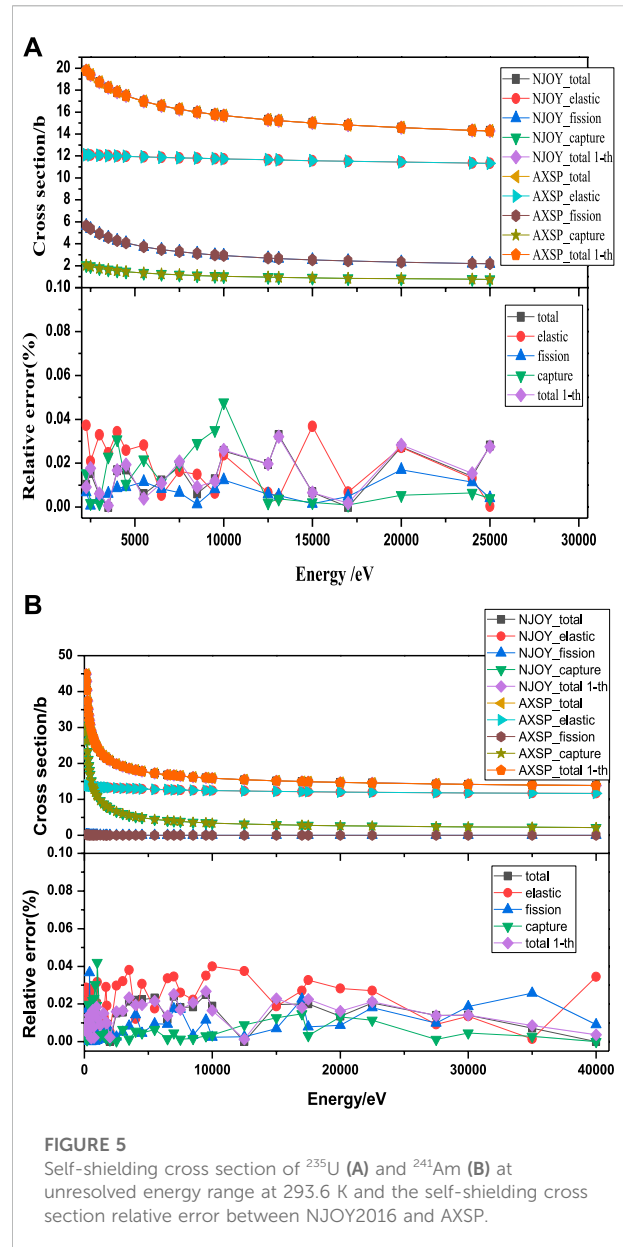 A
20
18
16
14
12
10
8
6
4
2
Cross section/b
NJOY_total
NJOY_elastic
NJOY_fission
NJOY_capture
NJOY_total 1-th
AXSP_total
AXSP_elastic
AXSP_fission
AXSP_capture
AXSP_total 1-th
0.10
0.08
0.06
0.04
0.02
0.00
Relative error(%)
total
elastic
fission
capture
total 1-th
5000 10000 15000 20000 25000 30000
Energy /eV
B
50
40
30
20
10
0
Cross section/b
NJOY_total
NJOY_elastic
NJOY_fission
NJOY_capture
NJOY_total 1-th
AXSP_total
AXSP_elastic
AXSP_fission
AXSP_capture
AXSP_total 1-th
0.10
0.08
0.06
0.04
0.02
0.00
Relative error(%)
total
elastic
fission
capture
total 1-th
0 10000 20000 30000 40000
Energy/eV
FIGURE 5
Self-shielding cross section of ²³⁵U (A) and ²⁴¹Am (B) at
unresolved energy range at 293.6 K and the self-shielding cross
section relative error between NJOY2016 and AXSP.